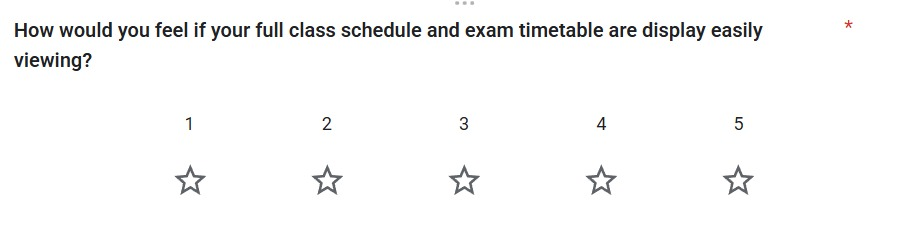 How would you feel if your full class schedule and exam timetable are display easily *
viewing?
1 2 3 4 5